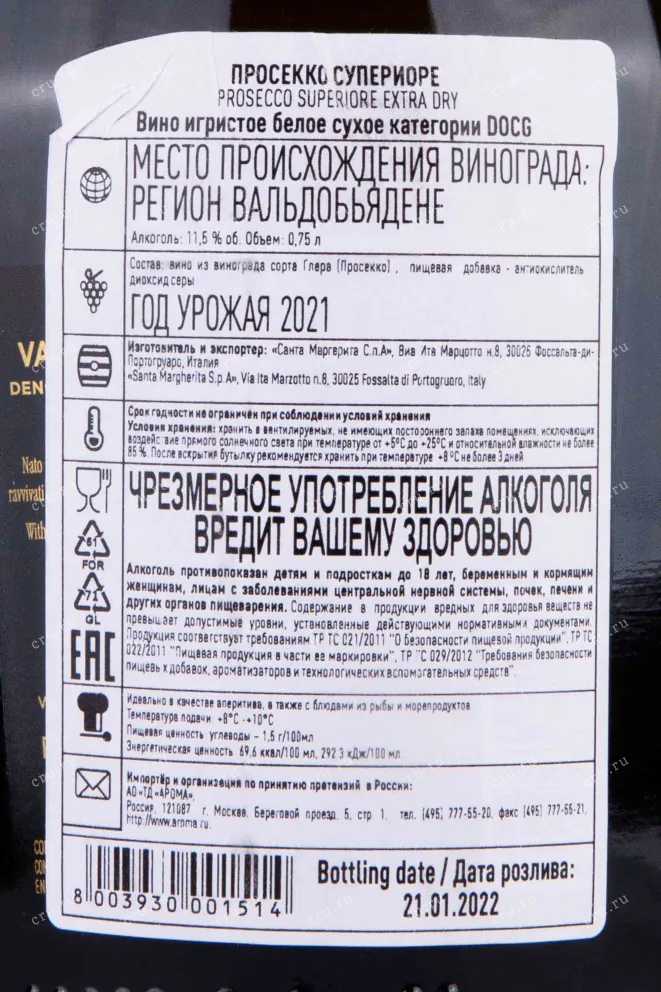 ПРОСЕККО СУПЕРИОРЕ
PROSECCO SUPERIORE EXTRA DRY
Вино игристое белое сухое категории DOCG
МЕСТО ПРОИСХОЖДЕНИЯ ВИНОГРАДА:
РЕГИОН ВАЛЬДОБЬЯДЕНЕ
Алкоголь: 11,5 % об. Объем: 0,75 л
Состав: вино из винограда сорта Глера (Просекко), пищевая добавка - антиокислитель
диоксид серы
ГОД УРОЖАЯ 2021
Изготовитель и экспортер: «Санта Маргерита С.п.А», Виа Ита Марцотто н.8, 30025 Фоссальта-ди-
Портогруаро, Италия
«Santa Margherita S.p.A», Via Ita Marzotto n.8, 30025 Fossalta di Portogruaro, Italy
Срок годности не ограничен при соблюдении условий хранения
Условия хранения: хранить в вентилируемых, не имеющих постороннего запаха помещениях, исключающих
воздействие прямого солнечного света при температуре от +5°C до +25°C и относительной влажности не более
85 %. После вскрытия бутылку рекомендуется хранить при температуре +8°C не более 3 дней
ЧРЕЗМЕРНОЕ УПОТРЕБЛЕНИЕ АЛКОГОЛЯ
ВРЕДИТ ВАШЕМУ ЗДОРОВЬЮ
Алкоголь противопоказан детям и подросткам до 18 лет, беременным и кормящим
женщинам, лицам с заболеваниями центральной нервной системы, почек, печени и
других органов пищеварения. Содержание в продукции вредных для здоровья веществ не
превышает допустимые уровни, установленные действующими нормативными документами.
Продукция соответствует требованиям ТР ТС 021/2011 "О безопасности пищевой продукции", ТР ТС
022/2011 "Пищевая продукция в части ее маркировки", ТР ТС 029/2012 "Требования безопасности
пищевых добавок, ароматизаторов и технологических вспомогательных средств".
FOR
71
GL
EAC
Идеально в качестве аперитива, а также с блюдами из рыбы и морепродуктов
Температура подачи +8°C -+10°C
Пищевая ценность углеводы – 1,5 г/100мл
Энергетическая ценность 69,6 ккал/100 мл, 292 3 кДж/100 мл
Импортёр и организация по принятию претензий в России:
АО «ТД «АРОМА»,
Россия, 121087 г. Москва, Береговой проезд, 5, стр 1. тел. (495) 777-55-20, факс (495) 777-55-21,
http://www.aroma.ru.
8 003930 001514
Bottling date / Дата розлива:
21.01.2022
VA
DEN
Nato
ravvivati
With